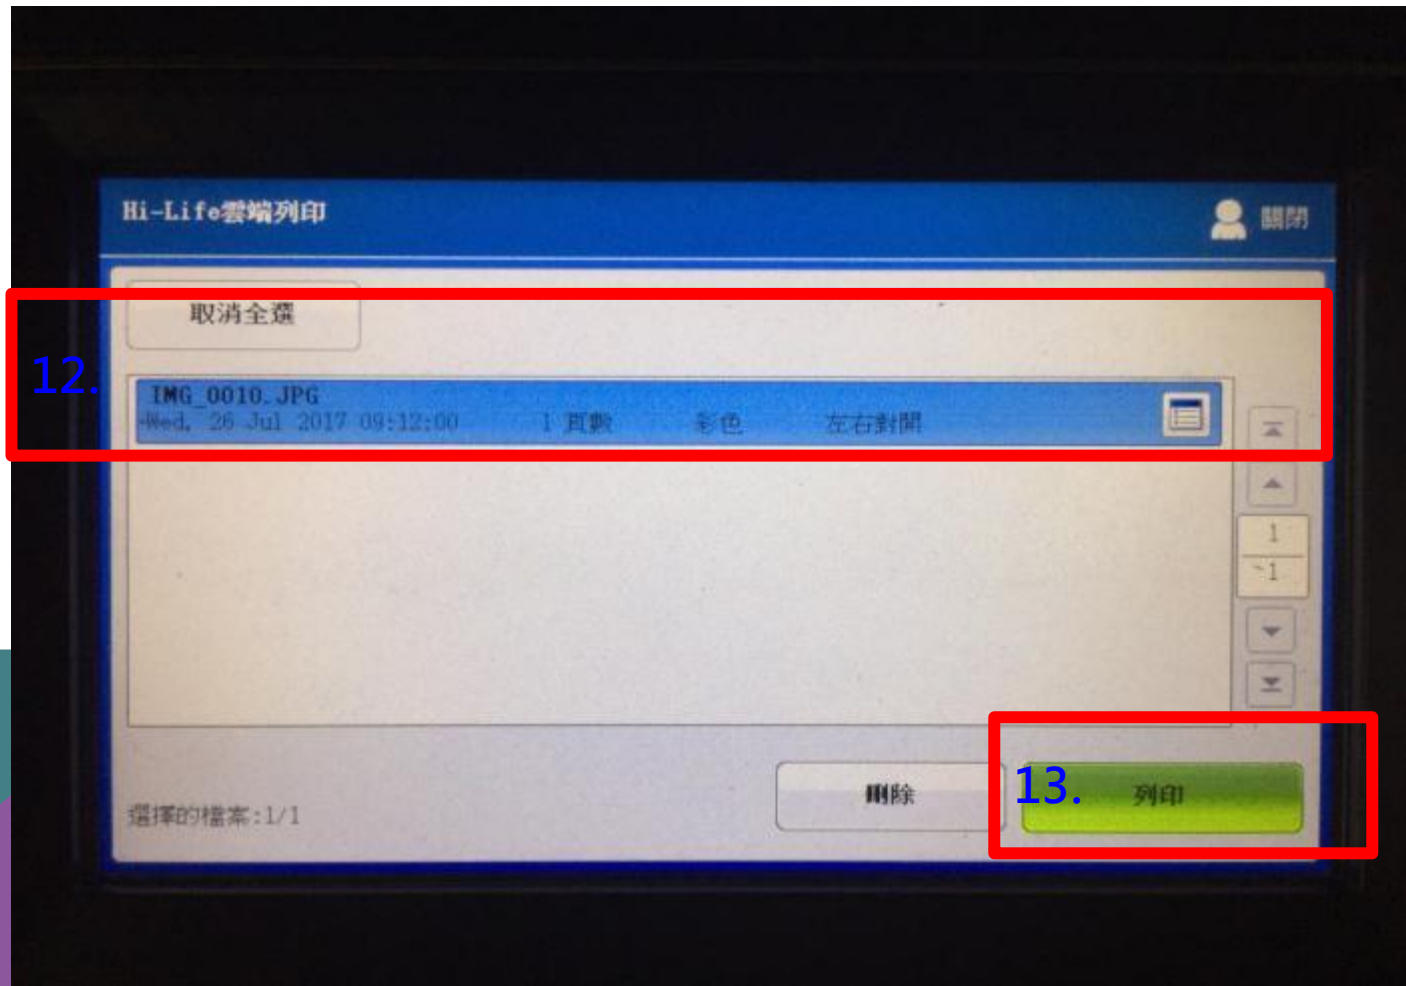 Hi-Life雲端列印
關閉
取消全選
12.
IMG_0010.JPG
Wed, 26 Jul 2017 09:12:00 1 頁數 彩色 左右對開
1
1
選擇的檔案:1/1
刪除
13.
列印